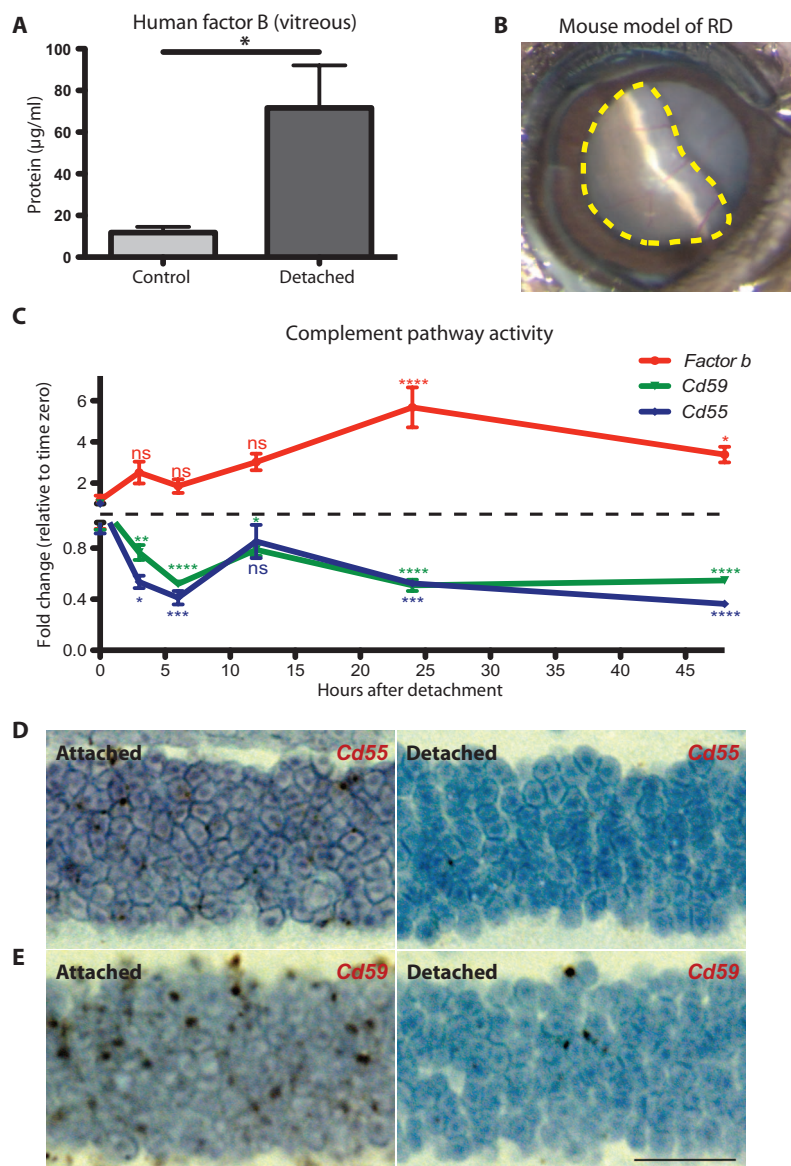 A
Human factor B (vitreous)
*
Protein (µg/ml)
100
80
60
40
20
0
Control
Detached
B
Mouse model of RD
C
Complement pathway activity
Factor b
Cd59
Cd55
Fold change (relative to time zero)
6
4
2
0.8
0.4
0.0
ns
ns
ns
****
*
**
****
*
****
****
*
***
ns
***
****
0
5
10
15
20
25
30
35
40
45
Hours after detachment
D
Attached
Cd55
Detached
Cd55
E
Attached
Cd59
Detached
Cd59